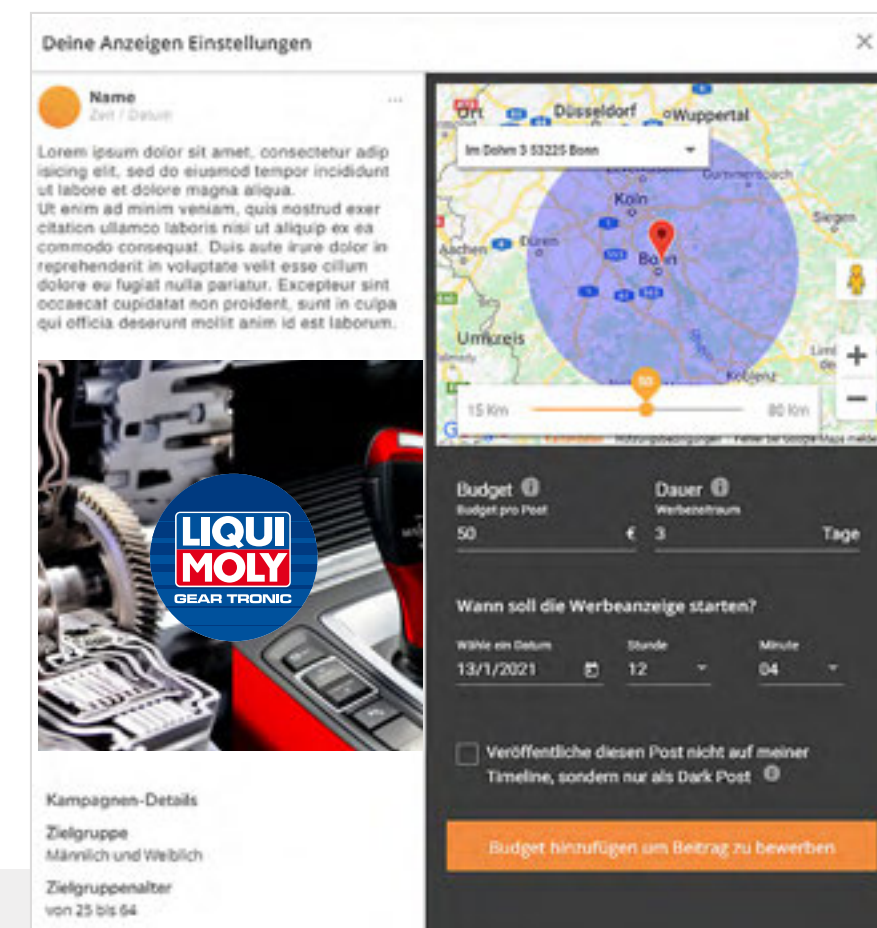 Deine Anzeigen Einstellungen
Name
Zeit / Datum
Lorem ipsum dolor sit amet, consectetur adip
isicing elit, sed do eiusmod tempor incididunt
ut labore et dolore magna aliqua.
Ut enim ad minim veniam, quis nostrud exer
citation ullamco laboris nisi ut aliquip ex ea
commodo consequat. Duis aute irure dolor in
reprehenderit in voluptate velit esse cillum
dolore eu fugiat nulla pariatur. Excepteur sint
occaecat cupidatat non proident, sunt in culpa
qui officia deserunt mollit anim id est laborum.
LIQUI
MOLY
GEAR TRONIC
Kampagnen-Details
Zielgruppe
Männlich und Weiblich
Zielgruppenalter
von 25 bis 64
Ort
Düsseldorf
Wuppertal
Im Dohm 3 53225 Bonn
Gummersbach
Köln
Siegen
Aachen
Düren
Bonn
Umkreis
Koblenz
50
15 Km
80 Km
Budget
Dauer
Budget pro Post
Werbezeitraum
50 €
3 Tage
Wann soll die Werbeanzeige starten?
Wähle ein Datum
Stunde
Minute
13/1/2021
12
04
Veröffentliche diesen Post nicht auf meiner
Timeline, sondern nur als Dark Post
Budget hinzufügen um Beitrag zu bewerben